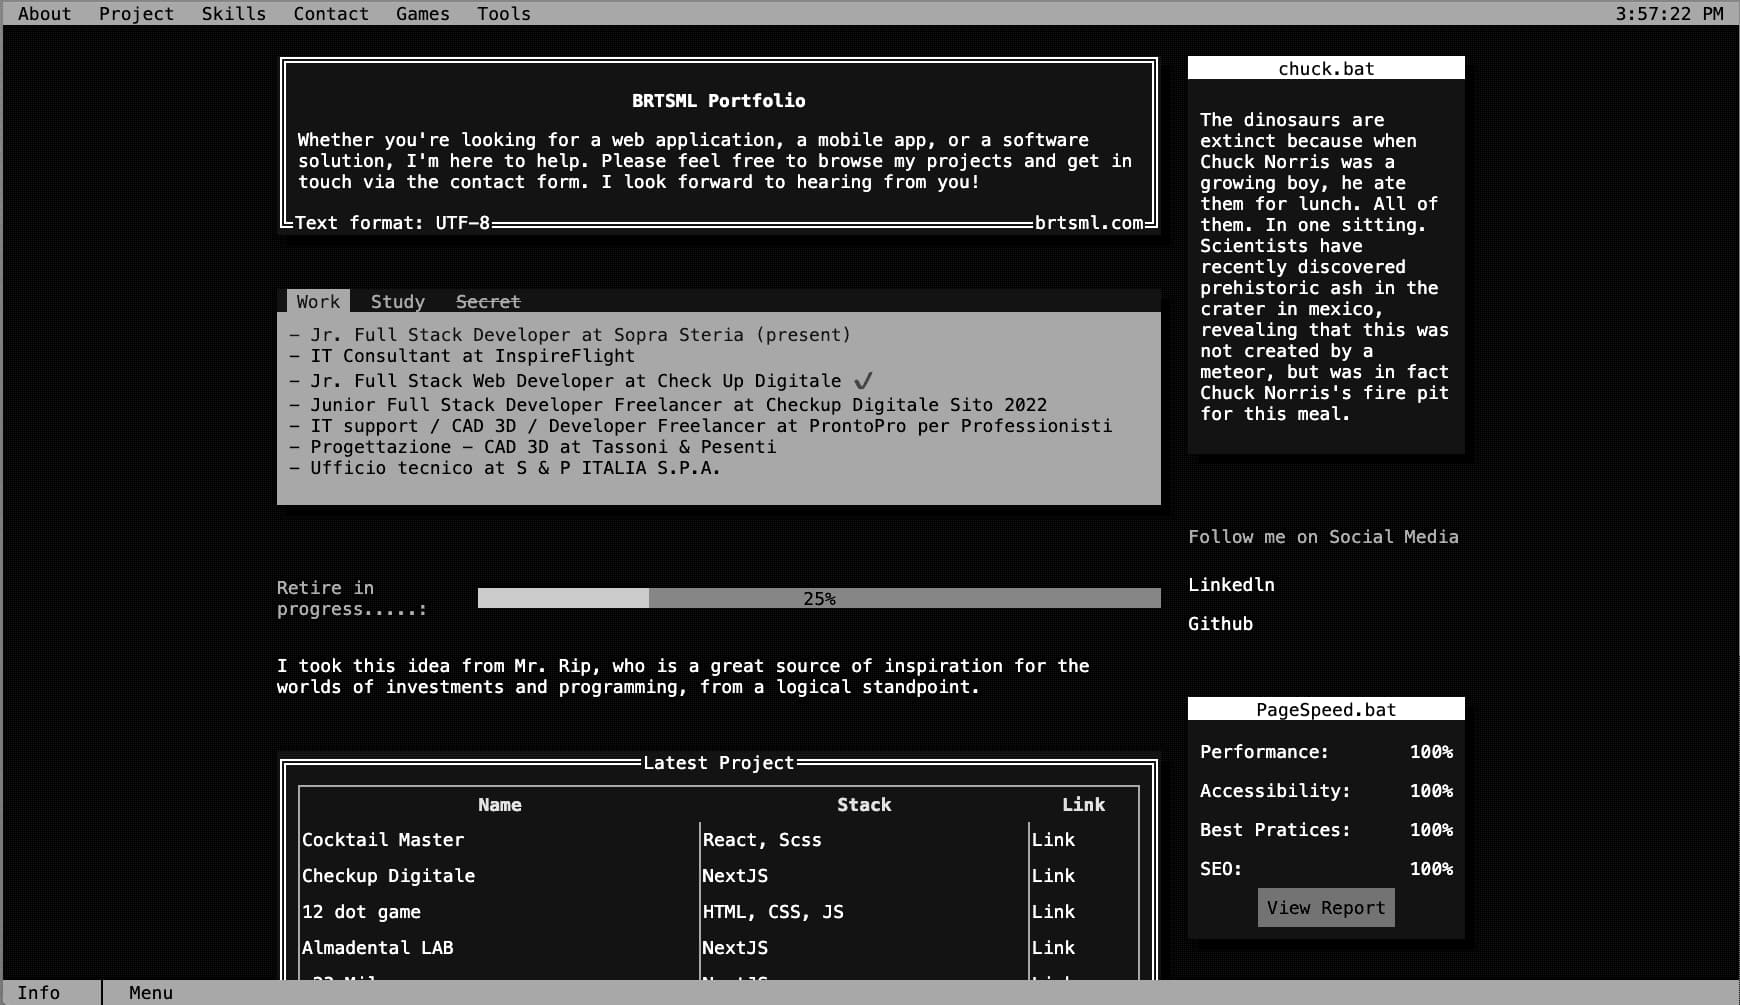 About Project Skills Contact Games Tools 3:57:22 PM
BRTSML Portfolio
Whether you're looking for a web application, a mobile app, or a software
solution, I'm here to help. Please feel free to browse my projects and get in
touch via the contact form. I look forward to hearing from you!
Text format: UTF-8 brtsml.com
Work Study Secret
- Jr. Full Stack Developer at Sopra Steria (present)
- IT Consultant at InspireFlight
- Jr. Full Stack Web Developer at Check Up Digitale ✓
- Junior Full Stack Developer Freelancer at Checkup Digitale Sito 2022
- IT support / CAD 3D / Developer Freelancer at ProntoPro per Professionisti
- Progettazione - CAD 3D at Tassoni & Pesenti
- Ufficio tecnico at S & P ITALIA S.P.A.
Retire in
progress.....:
25%
I took this idea from Mr. Rip, who is a great source of inspiration for the
worlds of investments and programming, from a logical standpoint.
Latest Project
Name Stack Link
Cocktail Master React, Scss Link
Checkup Digitale NextJS Link
12 dot game HTML, CSS, JS Link
Almadental LAB NextJS Link
chuck.bat
The dinosaurs are
extinct because when
Chuck Norris was a
growing boy, he ate
them for lunch. All of
them. In one sitting.
Scientists have
recently discovered
prehistoric ash in the
crater in mexico,
revealing that this was
not created by a
meteor, but was in fact
Chuck Norris's fire pit
for this meal.
Follow me on Social Media
Linkedln
Github
PageSpeed.bat
Performance: 100%
Accessibility: 100%
Best Pratices: 100%
SEO: 100%
View Report
Info Menu